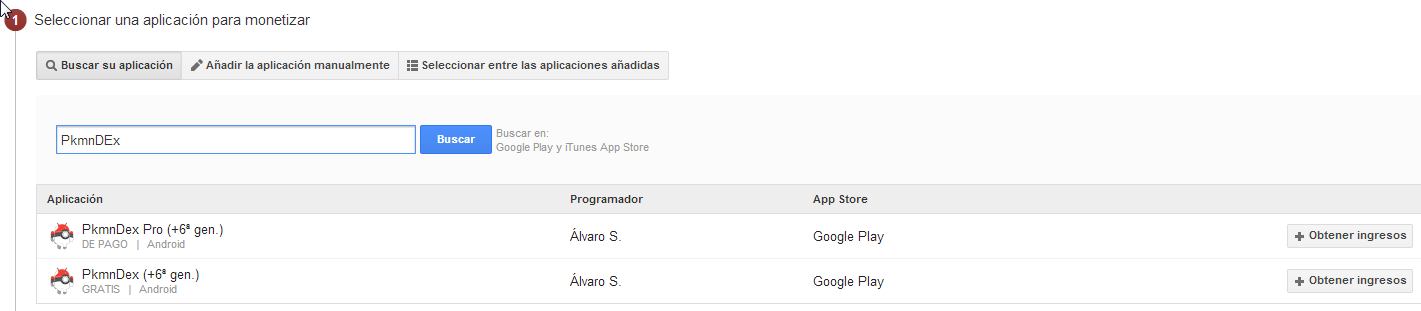 1 Seleccionar una aplicación para monetizar
Buscar su aplicación Añadir la aplicación manualmente Seleccionar entre las aplicaciones añadidas
PkmnDEx Buscar Buscar en:
Google Play y iTunes App Store
Aplicación Programador App Store
PkmnDex Pro (+6ª gen.) Álvaro S. Google Play Obtener ingresos
DE PAGO | Android
PkmnDex (+6ª gen.) Álvaro S. Google Play Obtener ingresos
GRATIS | Android